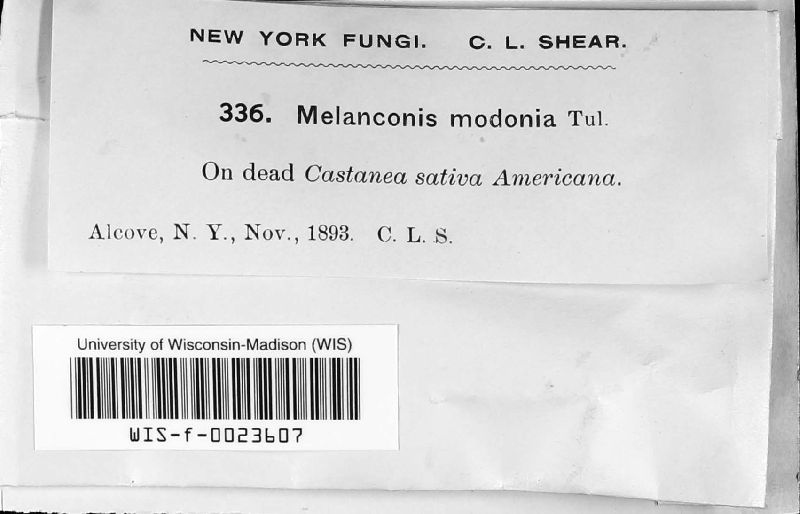 NEW YORK FUNGI. C. L. SHEAR.
336. Melanconis modonia Tul.
On dead Castanea sativa Americana.
Alcove, N. Y., Nov., 1893. C. L. S.
University of Wisconsin-Madison (WIS)
WIS-f-0023607